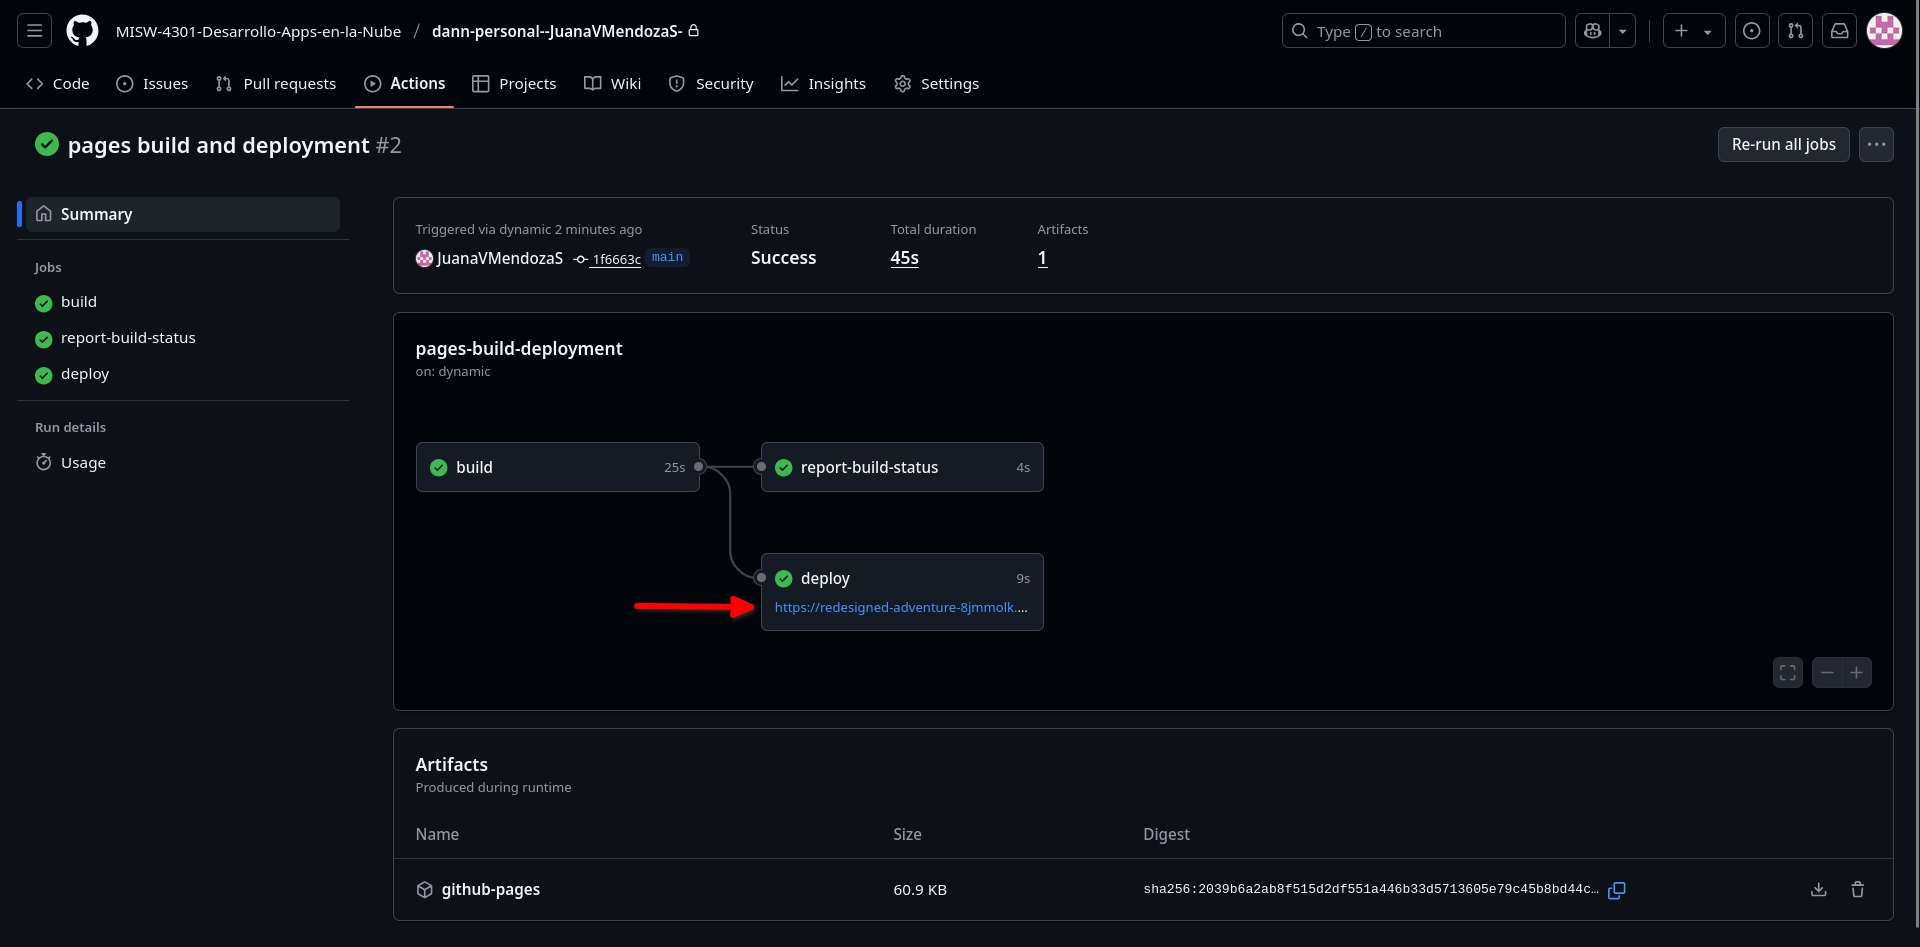 MISW-4301-Desarrollo-Apps-en-la-Nube / dann-personal--JuanaVMendozaS-
Type / to search
Code
Issues
Pull requests
Actions
Projects
Wiki
Security
Insights
Settings
pages build and deployment #2
Re-run all jobs
Summary
Jobs
build
report-build-status
deploy
Run details
Usage
Triggered via dynamic 2 minutes ago
JuanaVMendozaS 1f6663c main
Status
Success
Total duration
45s
Artifacts
1
pages-build-deployment
on: dynamic
build 25s
report-build-status 4s
deploy 9s
https://redesigned-adventure-8jmmolk....
Artifacts
Produced during runtime
Name Size Digest
github-pages 60.9 KB sha256:2039b6a2ab8f515d2df551a446b33d5713605e79c45b8bd44c…